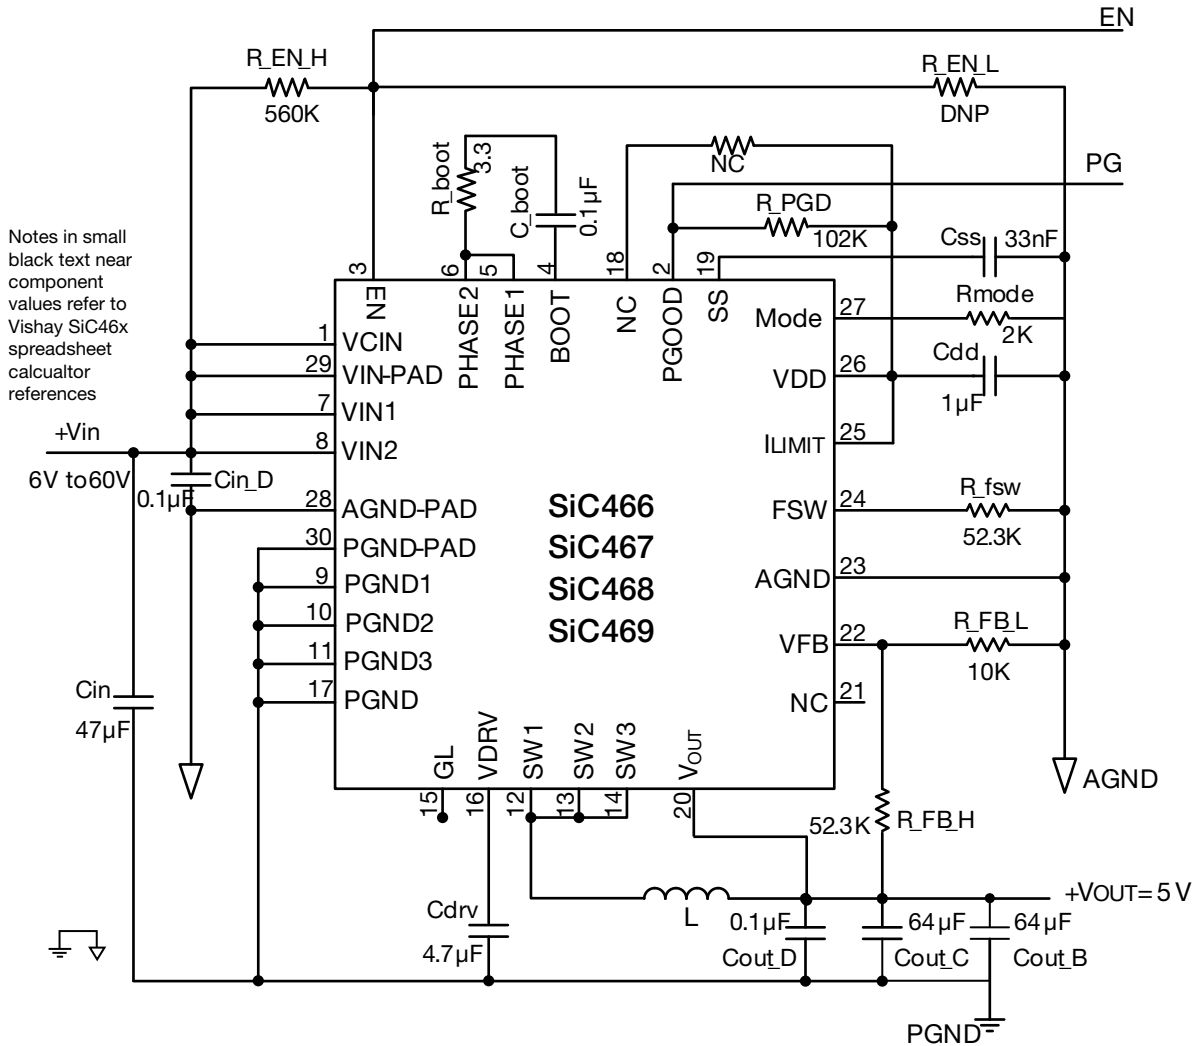 EN
R_EN_H
560K
R_EN_L
DNP
PG
R_boot
3.3
C_boot
0.1µF
NC
R_PGD
102K
Css
33nF
Notes in small
black text near
component
values refer to
Vishay SiC46x
spreadsheet
calcualtor
references
3
6
5
4
18
2
19
EN
PHASE2
PHASE1
BOOT
NC
PGOOD
SS
1
VCIN
29
VIN-PAD
7
VIN1
8
VIN2
28
AGND-PAD
30
PGND-PAD
9
PGND1
10
PGND2
11
PGND3
17
PGND
+Vin
6V to60V
0.1µF
Cin_D
Cin
47µF
SiC466
SiC467
SiC468
SiC469
Mode
27
Rmode
2K
VDD
26
Cdd
1µF
ILIMIT
25
FSW
24
R_fsw
52.3K
AGND
23
VFB
22
R_FB_L
10K
NC
21
AGND
GL
VDRV
SW1
SW2
SW3
VOUT
15
16
12
13
14
20
52.3K
R_FB_H
Cdrv
4.7µF
L
+VOUT= 5 V
0.1µF
Cout_D
64µF
Cout_C
64µF
Cout_B
PGND